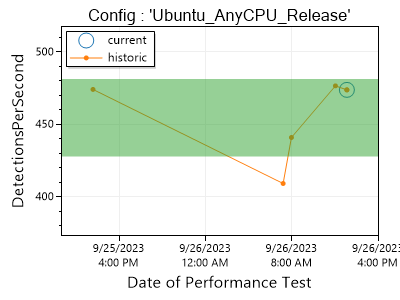 Config : 'Ubuntu_AnyCPU_Release'
current
historic
DetectionsPerSecond
500
450
400
9/25/2023 9/26/2023 9/26/2023 9/26/2023
4:00 PM 12:00 AM 8:00 AM 4:00 PM
Date of Performance Test